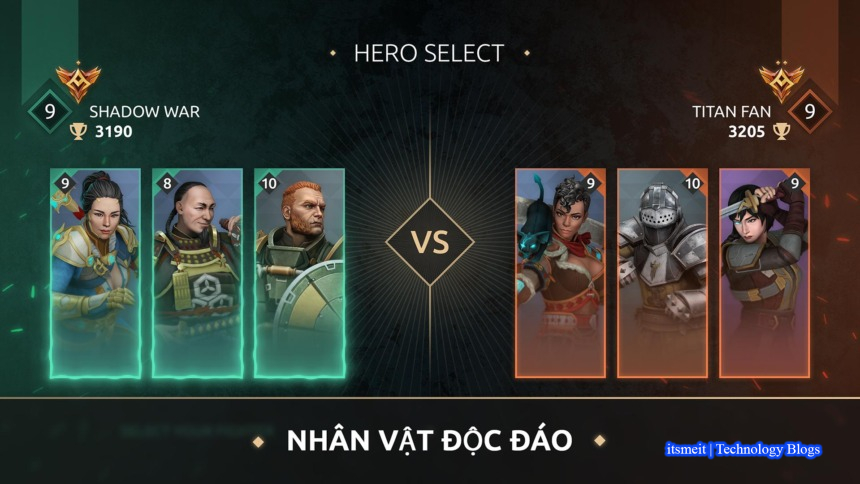 HERO SELECT
9
SHADOW WAR
3190
TITAN FAN
9
3205
9
8
10
9
10
9
VS
NHÂN VẬT ĐỘC ĐÁO
itsmeit | Technology Blogs